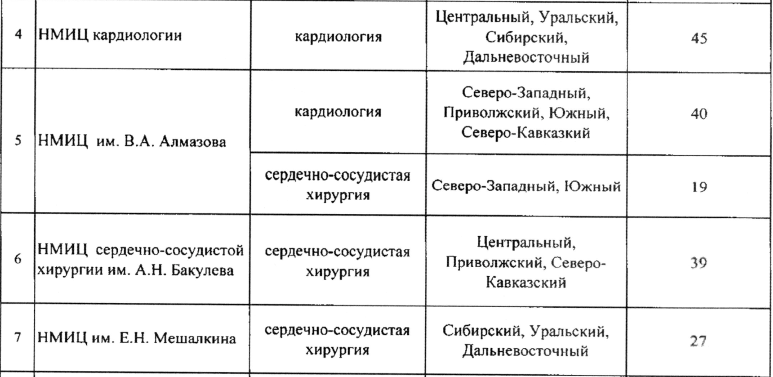 4 НМИЦ кардиологии кардиология Центральный, Уральский,
Сибирский,
Дальневосточный 45
5 НМИЦ им. В.А. Алмазова кардиология Северо-Западный,
Приволжский, Южный,
Северо-Кавказкий 40
сердечно-сосудистая
хирургия Северо-Западный, Южный 19
6 НМИЦ сердечно-сосудистой
хирургии им. А.Н. Бакулева сердечно-сосудистая
хирургия Центральный,
Приволжский, Северо-
Кавказский 39
7 НМИЦ им. Е.Н. Мешалкина сердечно-сосудистая
хирургия Сибирский, Уральский,
Дальневосточный 27